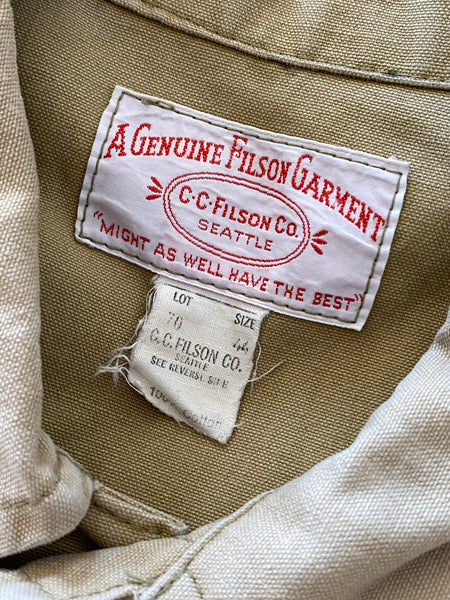 A GENUINE FILSON GARMENT
C·C·FILSON CO.
SEATTLE
"MIGHT AS WELL HAVE THE BEST"
LOT SIZE
70 44
C. C. FILSON CO.
SEATTLE
SEE REVERSE SIDE
100% Cotton